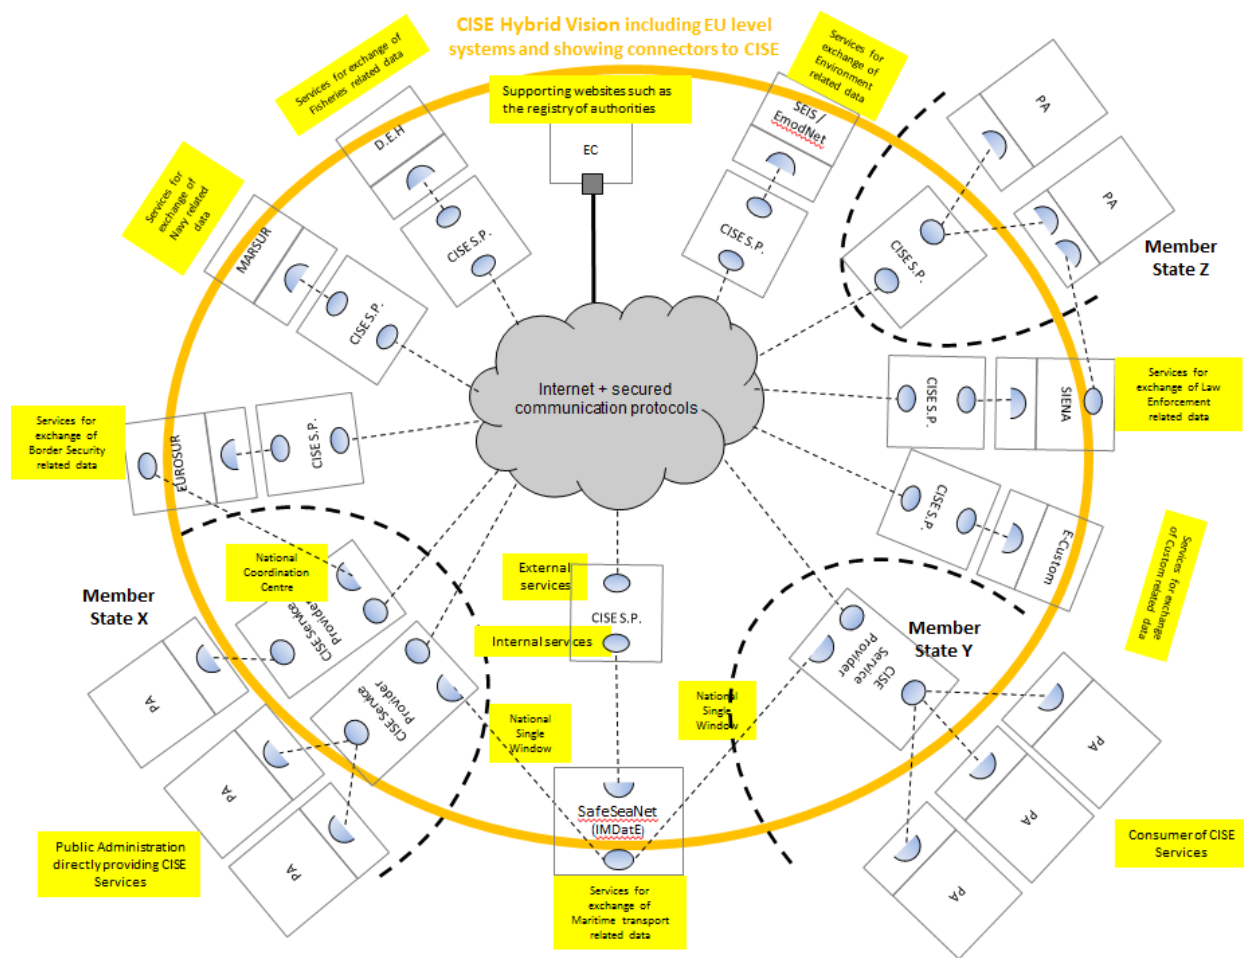 CISE Hybrid Vision including EU level
systems and showing connectors to CISE
Services for exchange of
Fisheries related data
Supporting websites such as
the registry of authorities
Services for
exchange of
Environment
related data
EC
D.E.H
CISE S.P.
SEIS /
EmodNet
CISE S.P.
PA
PA
CISE S.P.
Member
State Z
Services for
exchange of
Navy related
data
MARSUR
CISE S.P.
Internet + secured
communication protocols
CISE S.P.
SIENA
Services for
exchange of Law
Enforcement
related data
Services for
exchange of
Border Security
related data
EUROSUR
CISE S.P.
CISE S.P.
E-Custom
Services for exchange
of Custom related
data
Member
State X
National
Coordination
Centre
CISE Service
Provider
CISE Service
Provider
PA
PA
PA
Public Administration
directly providing CISE
Services
External
services
CISE S.P.
Internal services
National
Single
Window
National
Single
Window
SafeSeaNet
(IMDatE)
Services for
exchange of
Maritime transport
related data
Member
State Y
CISE
Service
Provider
PA
PA
PA
Consumer of CISE
Services